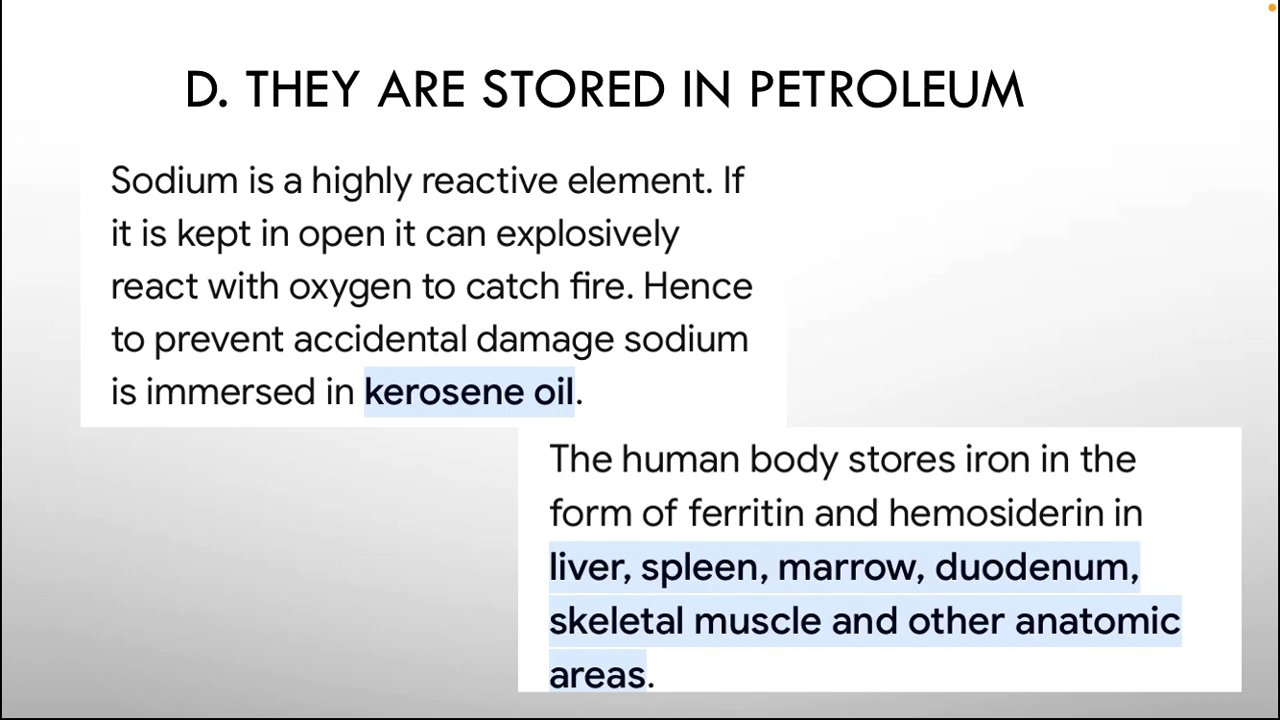 D. THEY ARE STORED IN PETROLEUM
Sodium is a highly reactive element. If
it is kept in open it can explosively
react with oxygen to catch fire. Hence
to prevent accidental damage sodium
is immersed in kerosene oil.
The human body stores iron in the
form of ferritin and hemosiderin in
liver, spleen, marrow, duodenum,
skeletal muscle and other anatomic
areas.